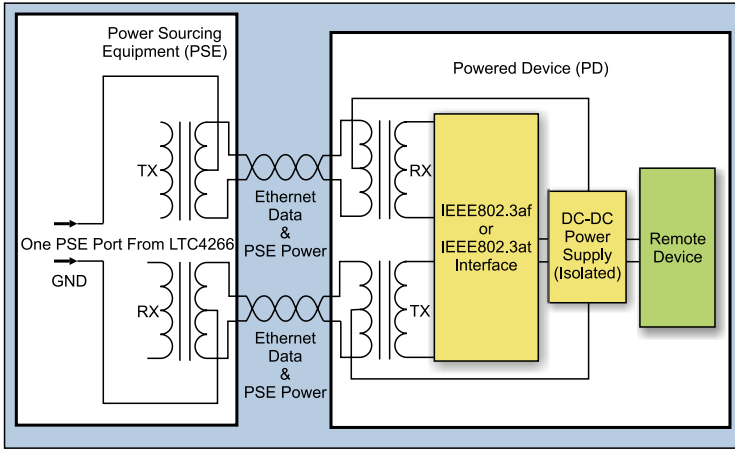 Power Sourcing
Equipment (PSE)
TX
One PSE Port From LTC4266
GND
RX
Ethernet
Data
&
PSE Power
Ethernet
Data
&
PSE Power
Powered Device (PD)
RX
TX
IEEE802.3af
or
IEEE802.3at
Interface
DC-DC
Power
Supply
(Isolated)
Remote
Device